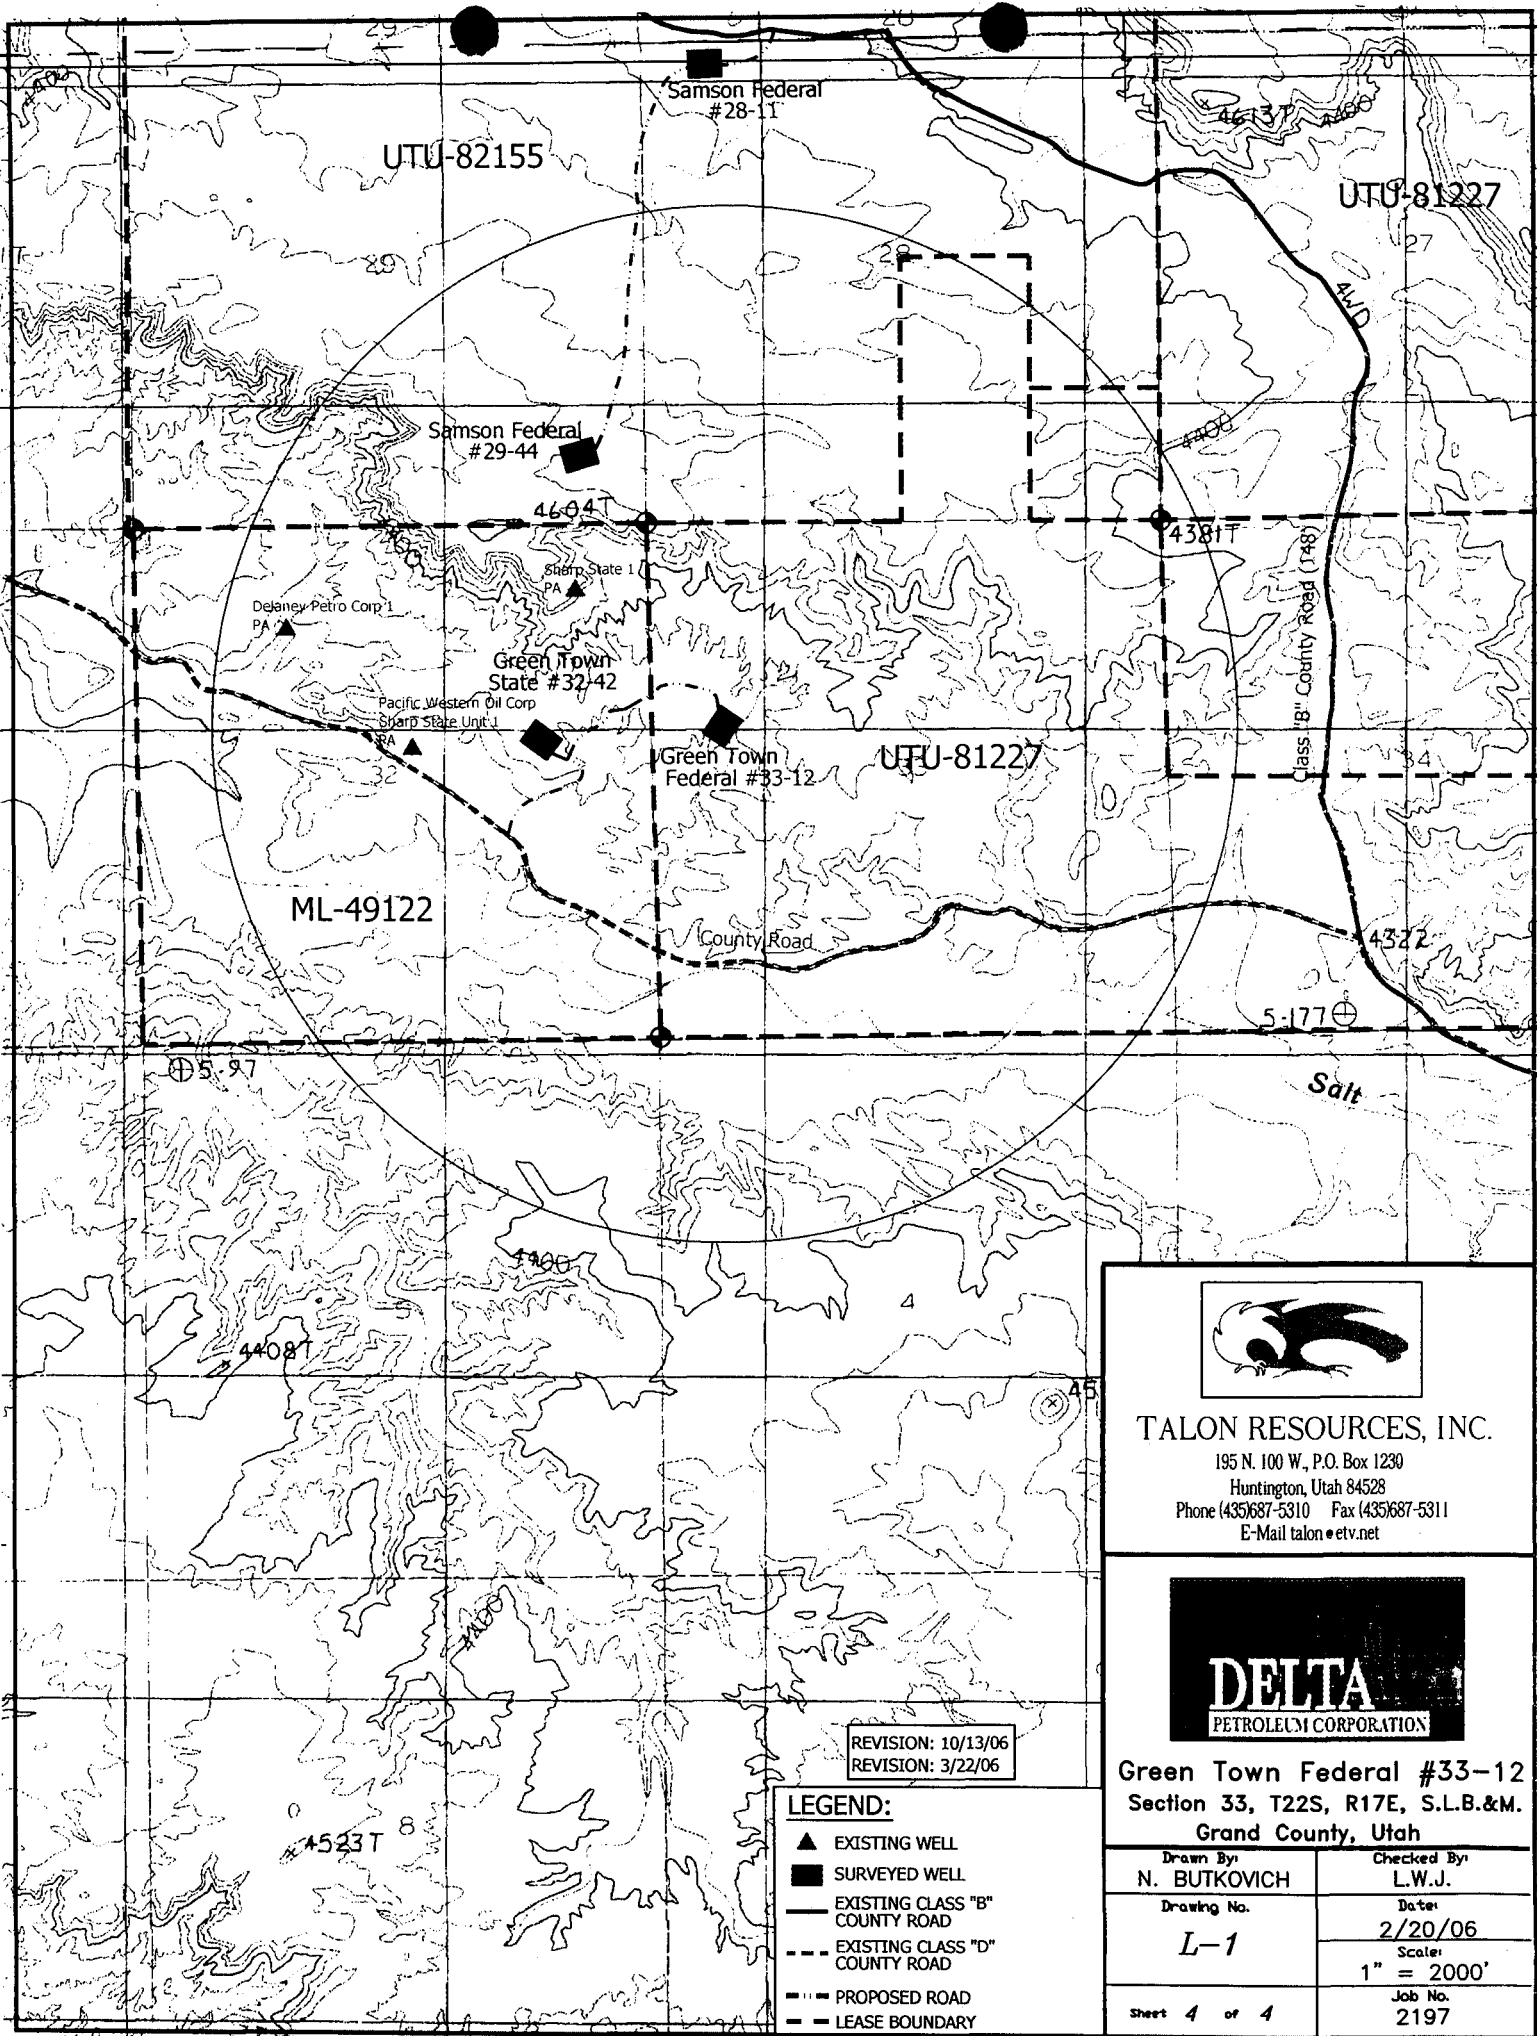 29
28
4400
Samson Federal
#28-11
4613T
4400
UTU-82155
UTU-81227
27
29
28
4WD
Samson Federal
#29-44
4400
4604T
4381T
Sharp State 1
PA
Class "B" County Road (148)
Delaney Petro Corp 1
PA
Green Town
State #32-42
Pacific Western Oil Corp
Sharp State Unit 1
PA
32
Green Town
Federal #33-12
UTU-81227
34
ML-49122
County Road
4322
5-177
5-97
Salt
4400
4
4408T
45
4400
TALON RESOURCES, INC.
195 N. 100 W., P.O. Box 1230
Huntington, Utah 84528
Phone (435)687-5310 Fax (435)687-5311
E-Mail talon@etv.net
DELTA
PETROLEUM CORPORATION
REVISION: 10/13/06
REVISION: 3/22/06
Green Town Federal #33-12
Section 33, T22S, R17E, S.L.B.&M.
Grand County, Utah
8
4523T
LEGEND:
EXISTING WELL
SURVEYED WELL
EXISTING CLASS "B"
COUNTY ROAD
EXISTING CLASS "D"
COUNTY ROAD
PROPOSED ROAD
LEASE BOUNDARY
Drawn By:
N. BUTKOVICH
Checked By:
L.W.J.
Drawing No.
L-1
Date:
2/20/06
Scale:
1" = 2000'
Sheet 4 of 4
Job No.
2197